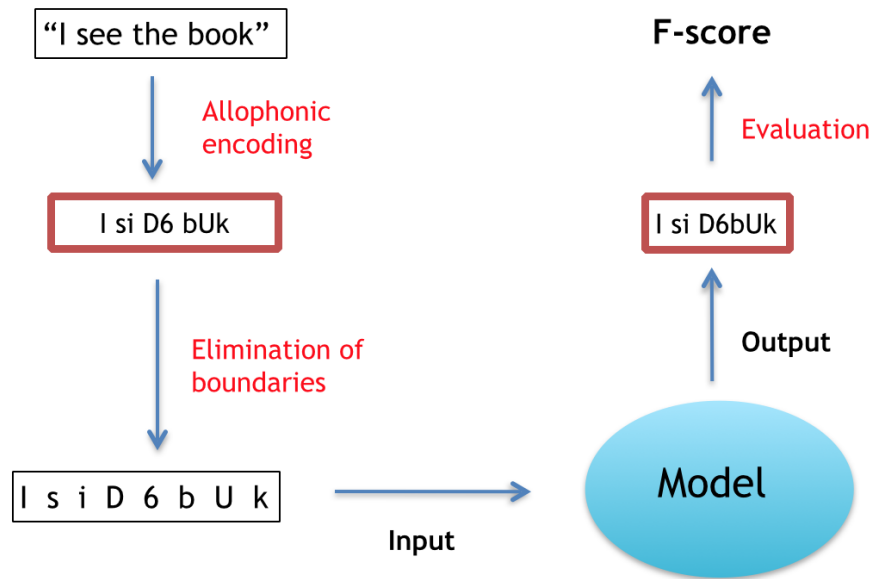 “I see the book”
Allophonic
encoding
I si D6 bUk
Elimination of
boundaries
I s i D 6 b U k
Input
Model
Output
I si D6bUk
Evaluation
F-score